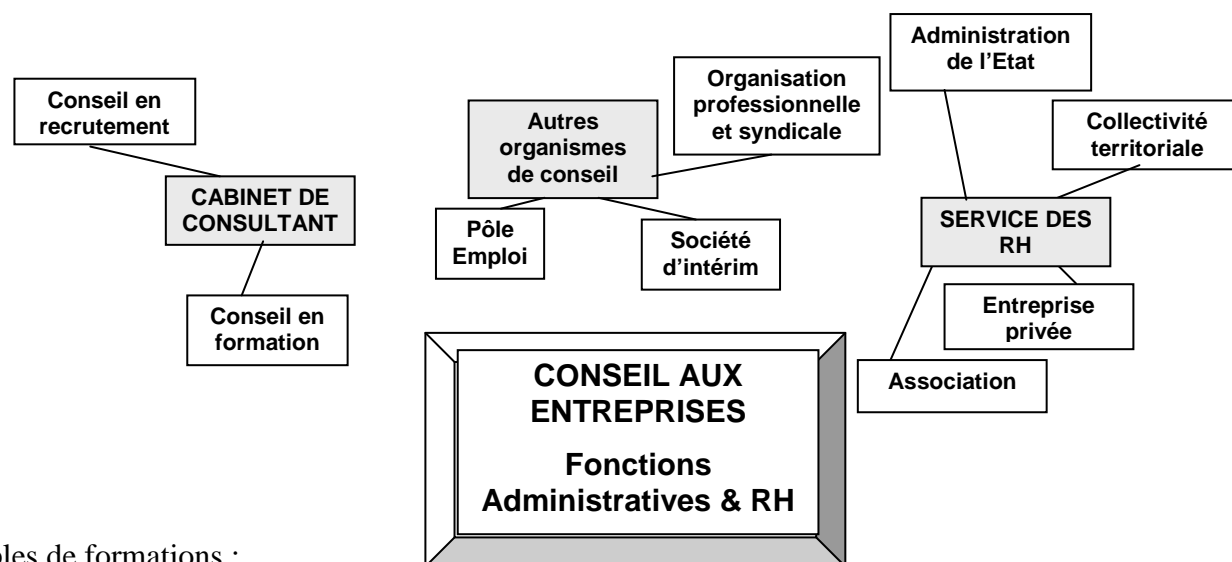 Administration
de l'Etat
Conseil en
recrutement
Organisation
professionnelle
et syndicale
Autres
organismes
de conseil
Collectivité
territoriale
CABINET DE
CONSULTANT
Pôle
Emploi
Société
d'intérim
SERVICE DES
RH
Conseil en
formation
Entreprise
privée
Association
CONSEIL AUX
ENTREPRISES
Fonctions
Administratives & RH
de formations :